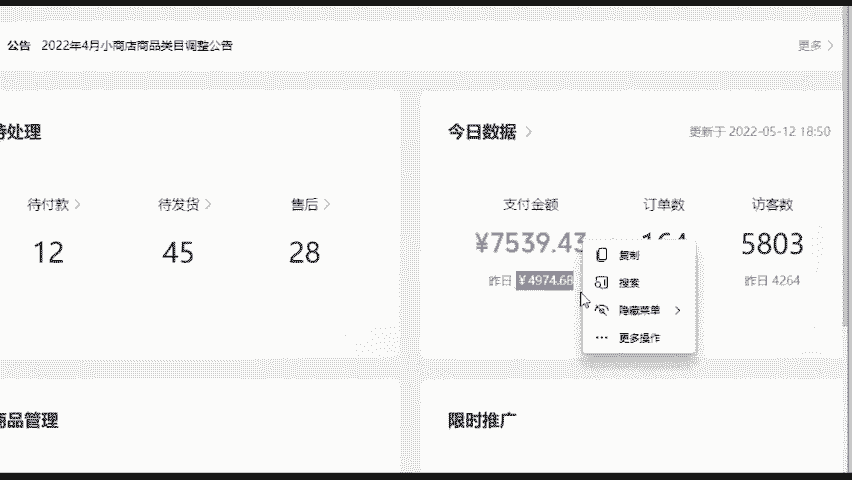 公告 2022年4月小商店商品类目调整公告 更多
待处理
待付款 待发货 售后
12 45 28
今日数据 更新于 2022-05-12 18:50
支付金额 订单数 访客数
¥7539.43 164 5803
昨日 ¥4974.68 昨日 4264
复制
搜索
隐藏菜单
更多操作
商品管理 限时推广